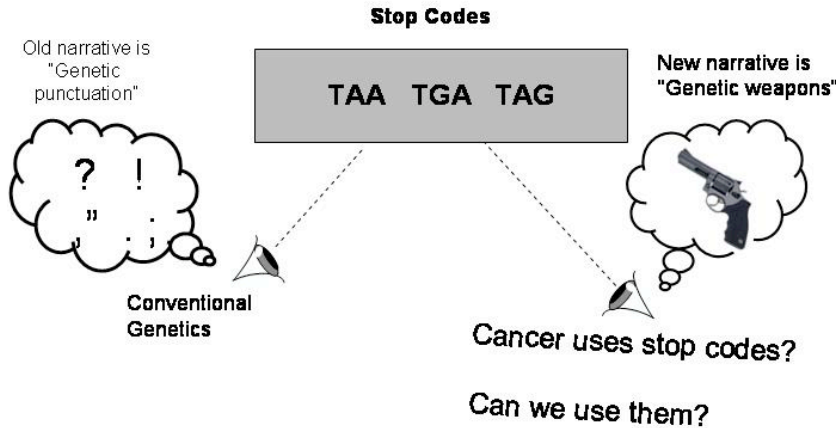 Stop Codes
Old narrative is
"Genetic
punctuation"
TAA TGA TAG
New narrative is
"Genetic weapons"
? !
,” . ;
Conventional
Genetics
Cancer uses stop codes?
Can we use them?